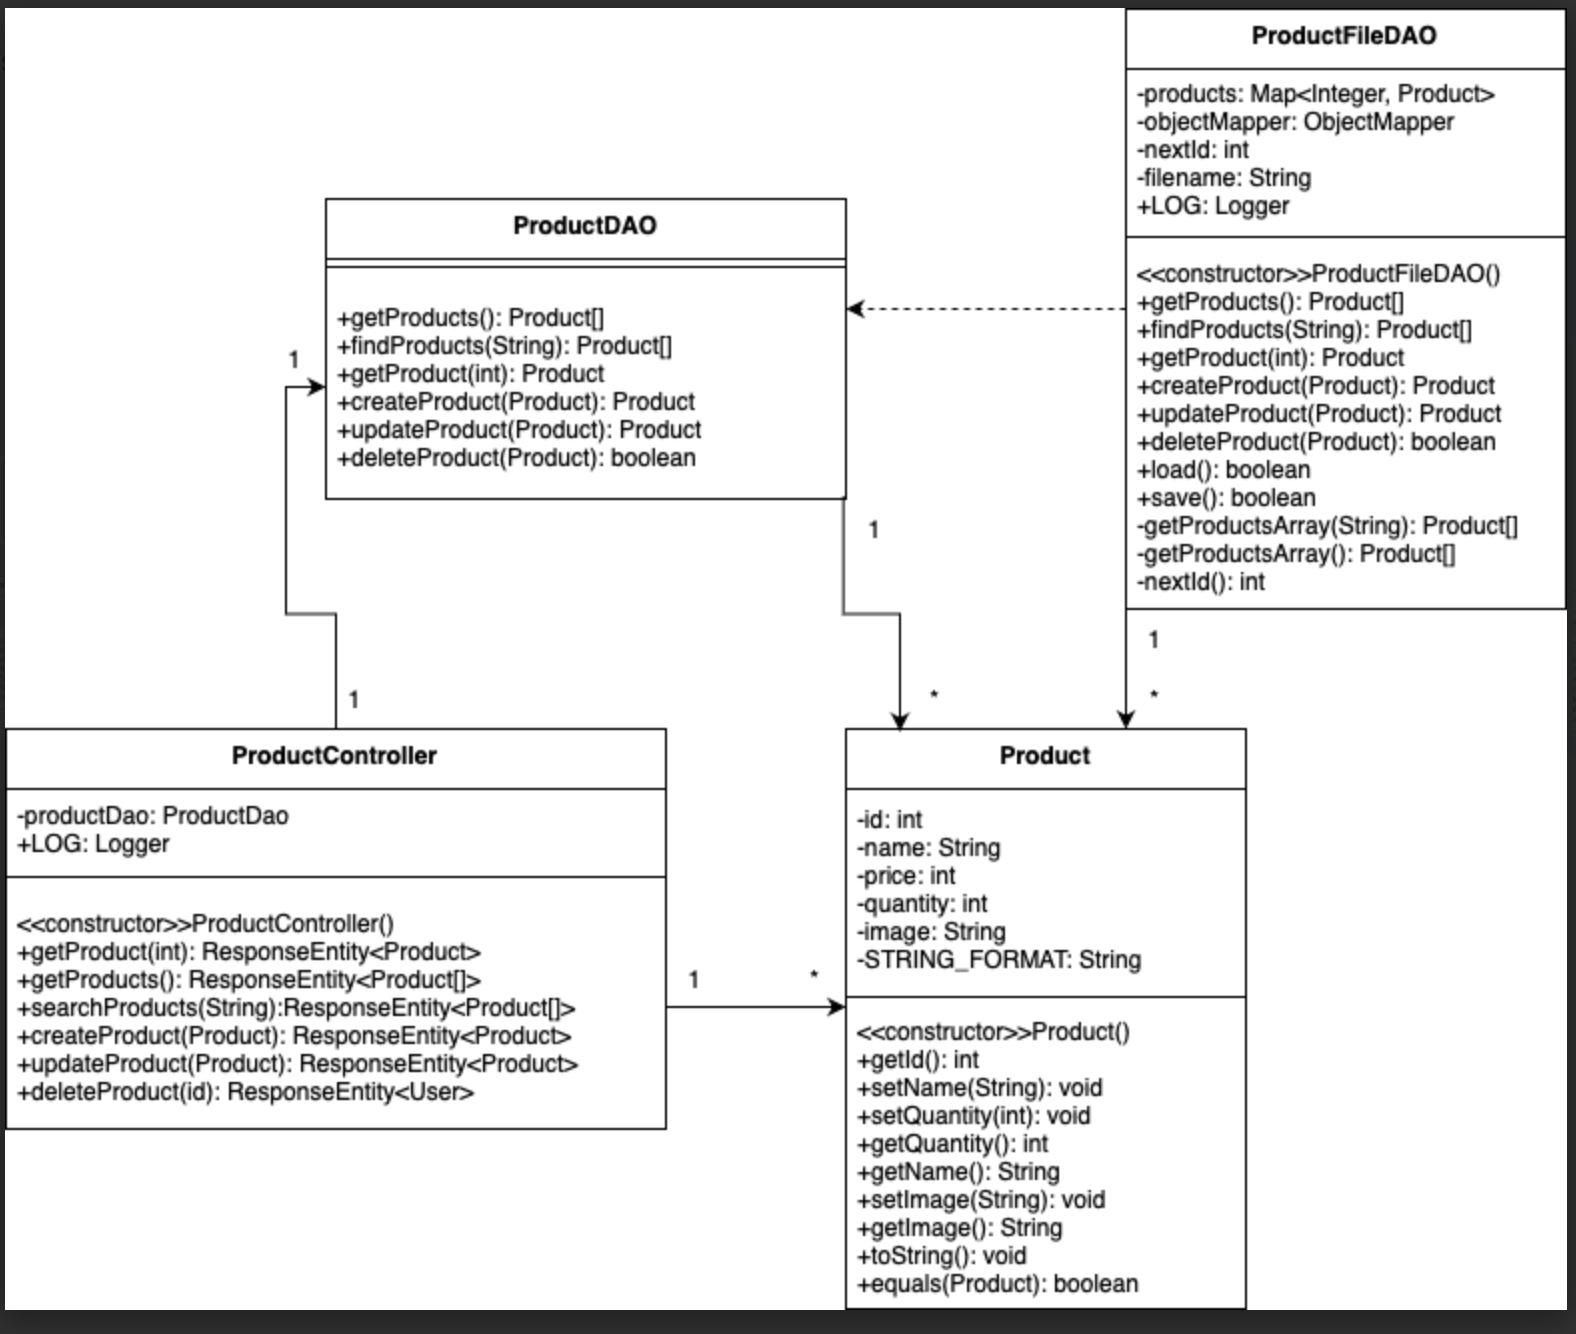 ProductFileDAO
-products: Map<Integer, Product>
-objectMapper: ObjectMapper
-nextId: int
-filename: String
+LOG: Logger
<<constructor>>ProductFileDAO()
+getProducts(): Product[]
+findProducts(String): Product[]
+getProduct(int): Product
+createProduct(Product): Product
+updateProduct(Product): Product
+deleteProduct(Product): boolean
+load(): boolean
+save(): boolean
-getProductsArray(String): Product[]
-getProductsArray(): Product[]
-nextId(): int
ProductDAO
+getProducts(): Product[]
+findProducts(String): Product[]
+getProduct(int): Product
+createProduct(Product): Product
+updateProduct(Product): Product
+deleteProduct(Product): boolean
1
1
1
*
1
*
ProductController
-productDao: ProductDao
+LOG: Logger
<<constructor>>ProductController()
+getProduct(int): ResponseEntity<Product>
+getProducts(): ResponseEntity<Product[]>
+searchProducts(String):ResponseEntity<Product[]>
+createProduct(Product): ResponseEntity<Product>
+updateProduct(Product): ResponseEntity<Product>
+deleteProduct(id): ResponseEntity<User>
1
*
Product
-id: int
-name: String
-price: int
-quantity: int
-image: String
-STRING_FORMAT: String
<<constructor>>Product()
+getId(): int
+setName(String): void
+setQuantity(int): void
+getQuantity(): int
+getName(): String
+setImage(String): void
+getImage(): String
+toString(): void
+equals(Product): boolean